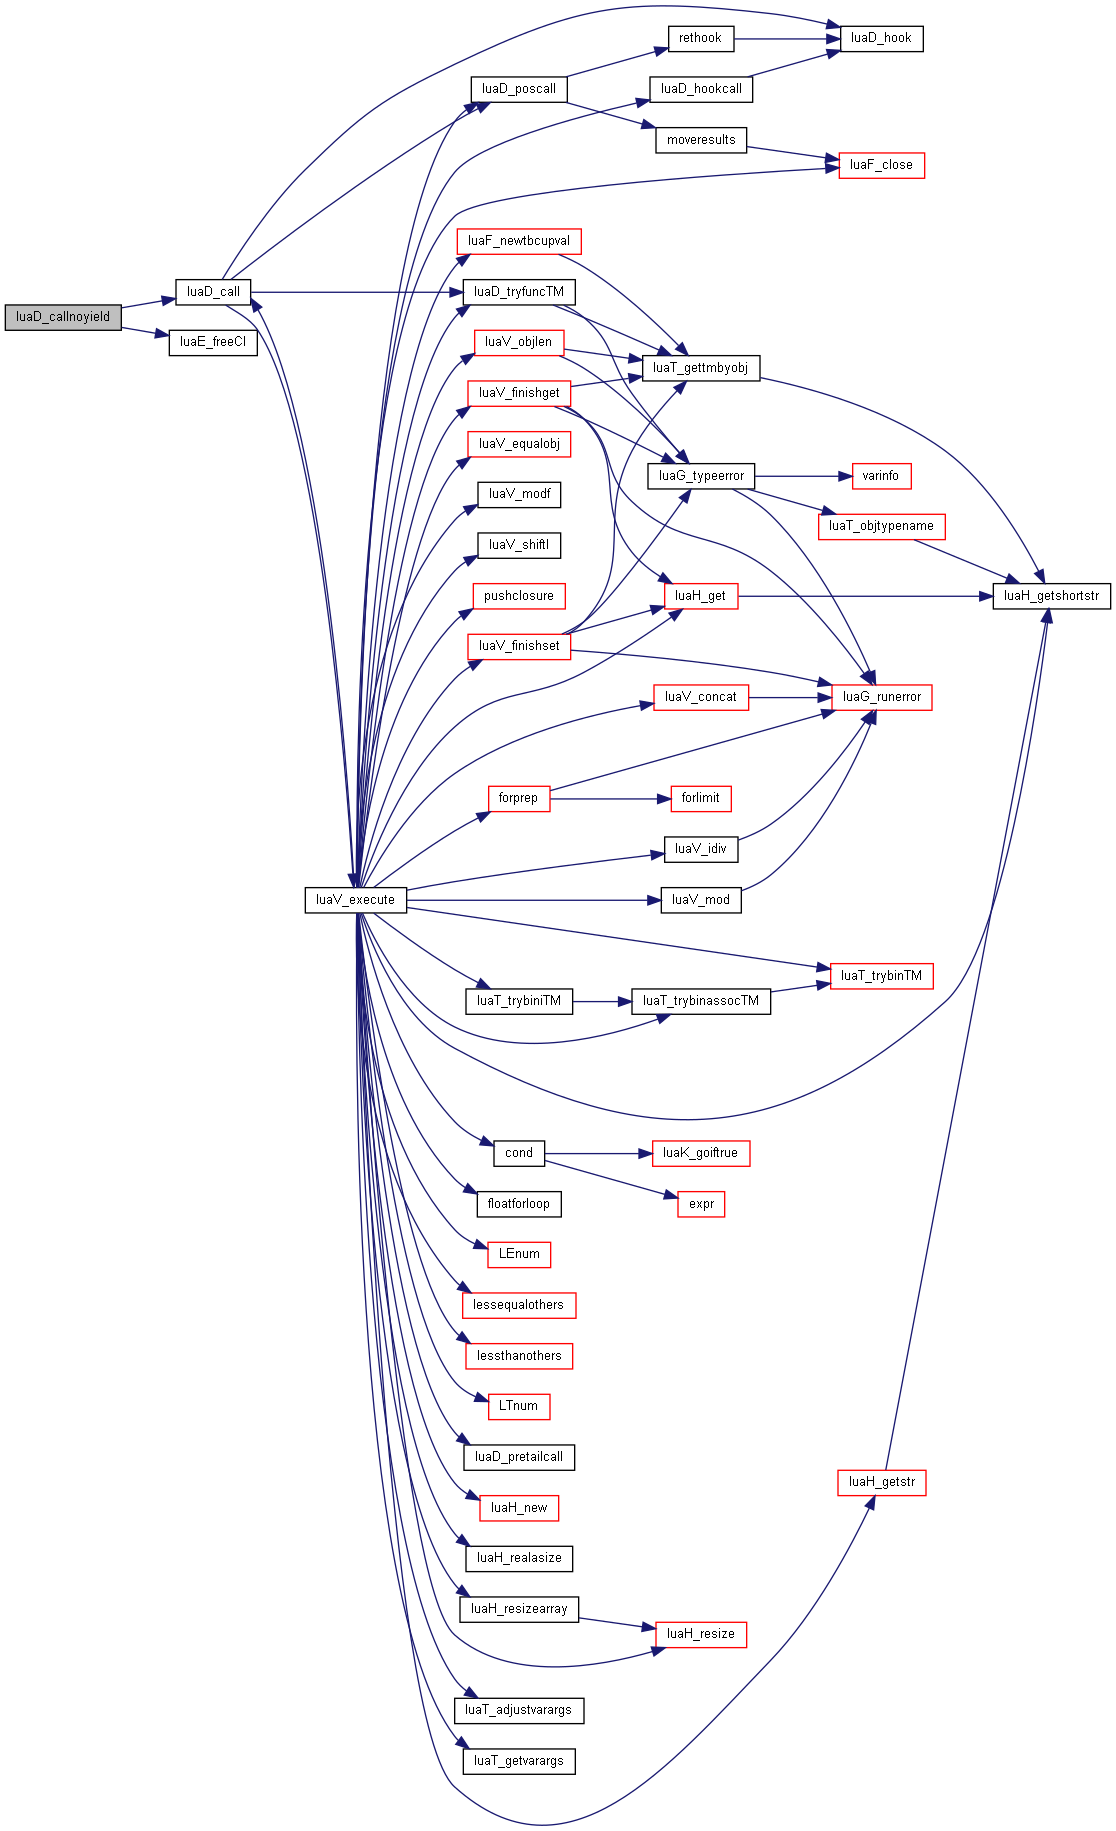 rethook
luaD_hook
luaD_poscall
luaD_hookcall
moveresults
luaF_close
luaF_newtbcupval
luaD_call
luaD_tryfuncTM
luaD_callnoyield
luaE_freeCI
luaV_objlen
luaT_gettmbyobj
luaV_finishget
luaV_equalobj
luaG_typeerror
varinfo
luaV_modf
luaT_objtypename
luaV_shiftl
pushclosure
luaH_get
luaH_getshortstr
luaV_finishset
luaV_concat
luaG_runerror
forprep
forlimit
luaV_idiv
luaV_execute
luaV_mod
luaT_trybinTM
luaT_trybiniTM
luaT_trybinassocTM
cond
luaK_goiftrue
floatforloop
expr
LEnum
lessequalothers
lessthanothers
LTnum
luaD_pretailcall
luaH_getstr
luaH_new
luaH_realasize
luaH_resizearray
luaH_resize
luaT_adjustvarargs
luaT_getvarargs